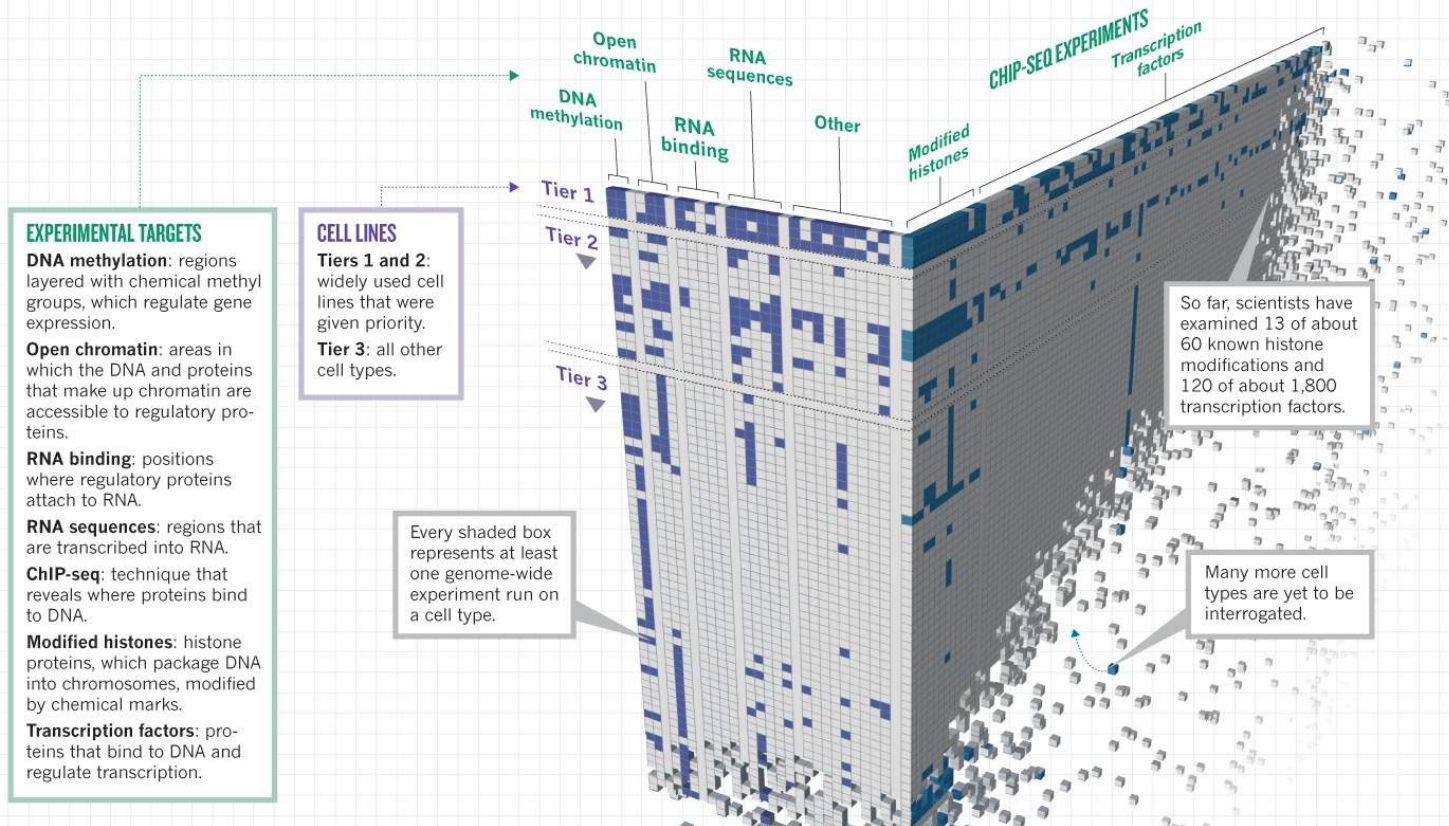 Open
chromatin
RNA
sequences
DNA
methylation
RNA
binding
Other
CHIP-SEQ EXPERIMENTS
Transcription
factors
Modified
histones
Tier 1
Tier 2
Tier 3
EXPERIMENTAL TARGETS
DNA methylation: regions
layered with chemical methyl
groups, which regulate gene
expression.
Open chromatin: areas in
which the DNA and proteins
that make up chromatin are
accessible to regulatory pro-
teins.
RNA binding: positions
where regulatory proteins
attach to RNA.
RNA sequences: regions that
are transcribed into RNA.
ChIP-seq: technique that
reveals where proteins bind
to DNA.
Modified histones: histone
proteins, which package DNA
into chromosomes, modified
by chemical marks.
Transcription factors: pro-
teins that bind to DNA and
regulate transcription.
CELL LINES
Tiers 1 and 2:
widely used cell
lines that were
given priority.
Tier 3: all other
cell types.
Every shaded box
represents at least
one genome-wide
experiment run on
a cell type.
So far, scientists have
examined 13 of about
60 known histone
modifications and
120 of about 1,800
transcription factors.
Many more cell
types are yet to be
interrogated.